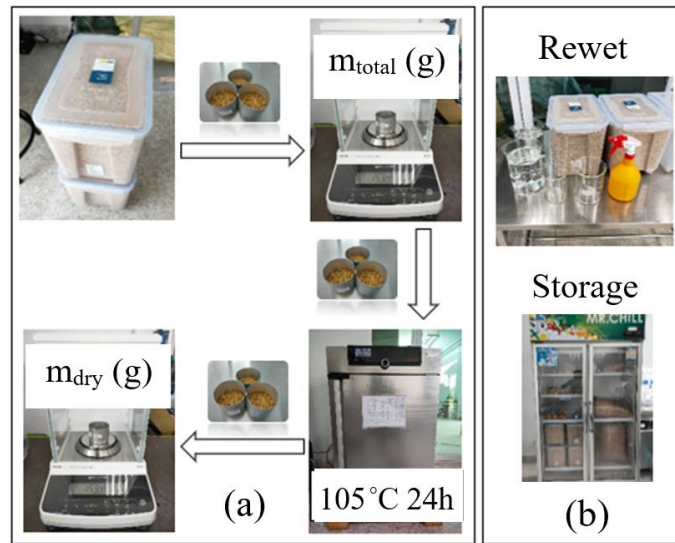 m_total (g)
m_dry (g)
105°C 24h
(a)
Rewet
Storage
MR.CHILL
(b)